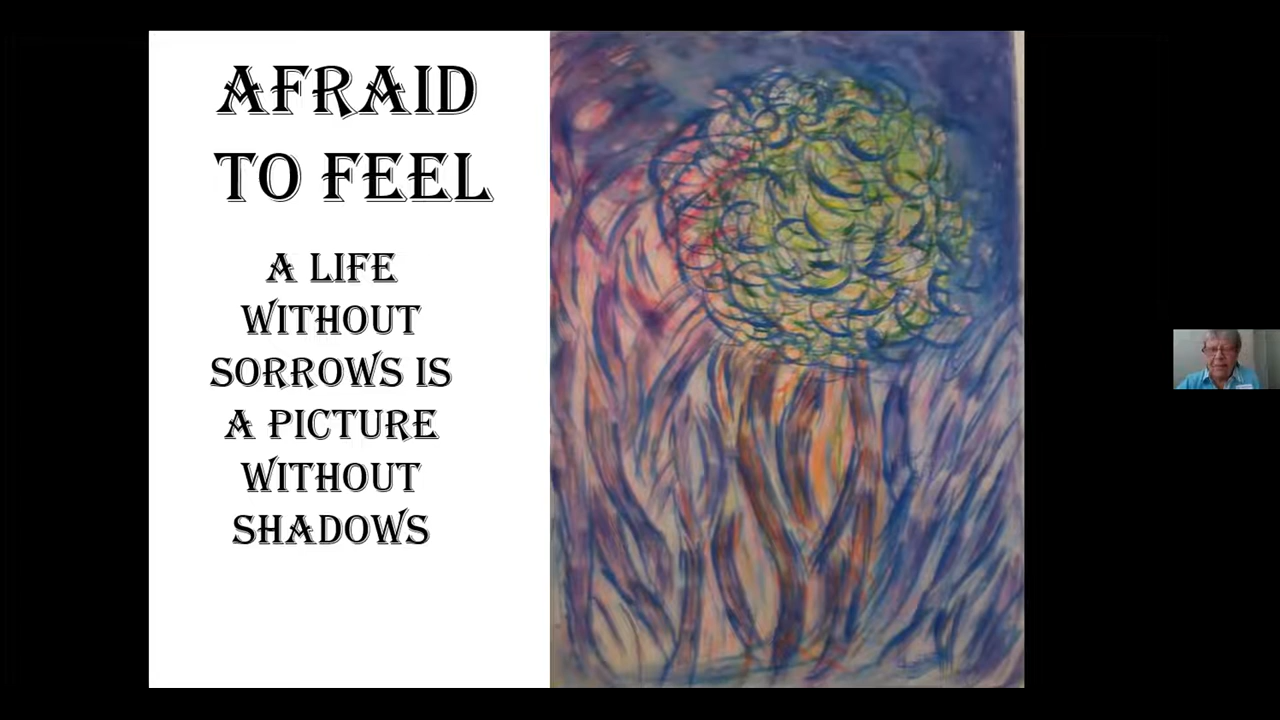 AFRAID
TO FEEL
A LIFE
WITHOUT
SORROWS IS
A PICTURE
WITHOUT
SHADOWS